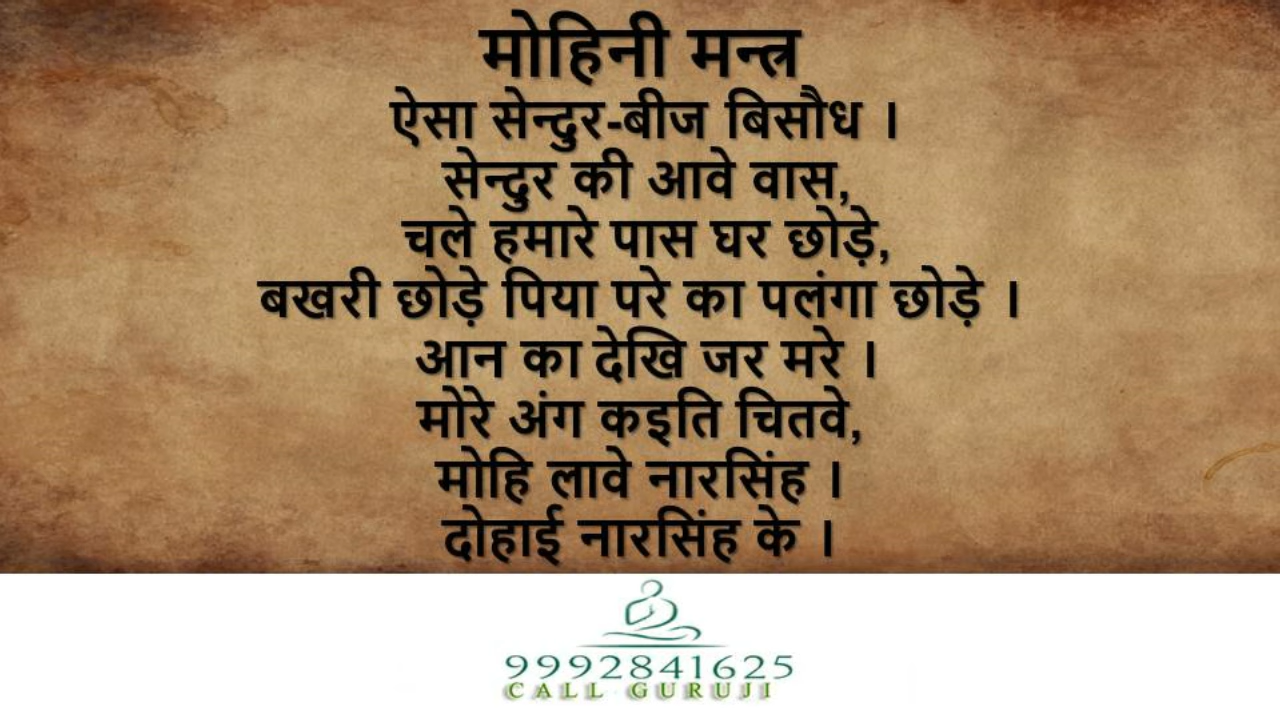 मोहिनी मन्त्र
ऐसा सेन्दुर-बीज बिसौध ।
सेन्दुर की आवे वास,
चले हमारे पास घर छोड़े,
बखरी छोड़े पिया परे का पलंगा छोड़े ।
आन का देखि जर मरे ।
मोरे अंग कइति चितवे,
मोहि लावे नारसिंह ।
दोहाई नारसिंह के ।
9992841625
CALL GURUJI